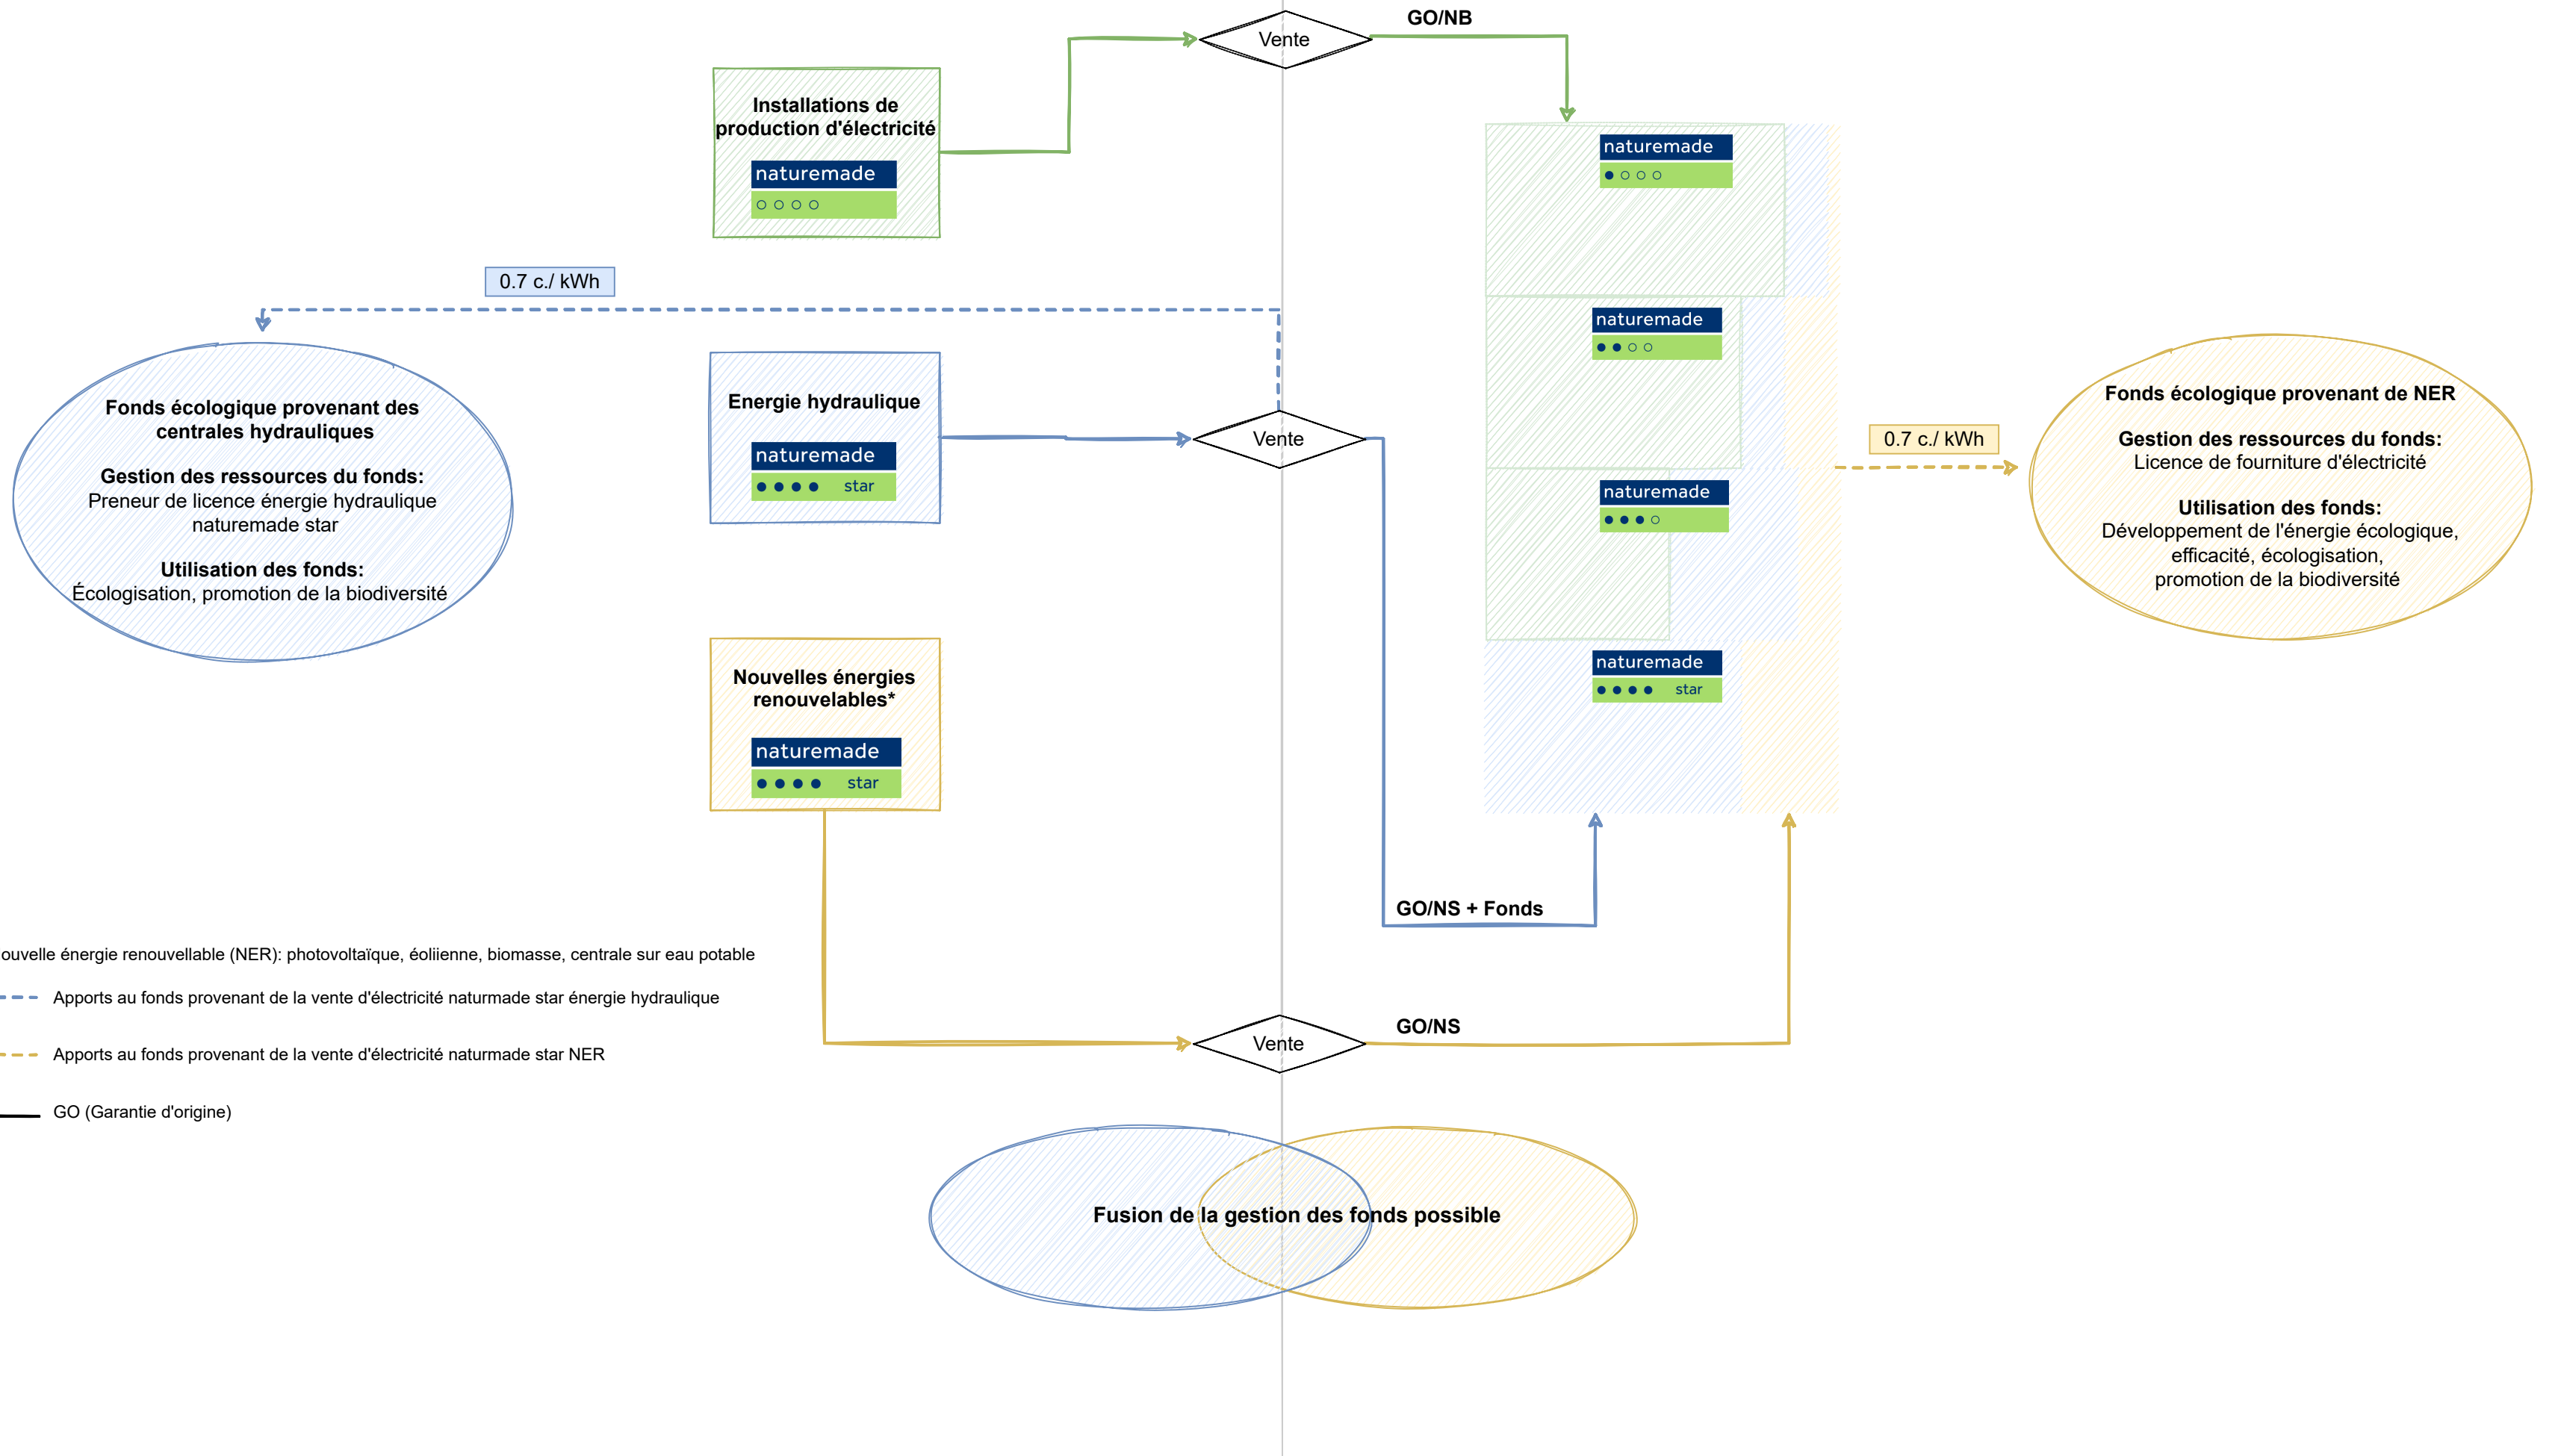 GO/NB
Vente
Installations de
production d'électricité
naturemade
naturemade
0.7 c./ kWh
naturemade
Fonds écologique provenant des
centrales hydrauliques
Gestion des ressources du fonds:
Preneur de licence énergie hydraulique
naturemade star
Utilisation des fonds:
Écologisation, promotion de la biodiversité
Energie hydraulique
naturemade
star
Vente
naturemade
0.7 c./ kWh
Fonds écologique provenant de NER
Gestion des ressources du fonds:
Licence de fourniture d'électricité
Utilisation des fonds:
Développement de l'énergie écologique,
efficacité, écologisation,
promotion de la biodiversité
Nouvelles énergies
renouvelables*
naturemade
star
naturemade
star
GO/NS + Fonds
ouvelle énergie renouvellable (NER): photovoltaïque, éoliienne, biomasse, centrale sur eau potable
Apports au fonds provenant de la vente d'électricité naturmade star énergie hydraulique
GO/NS
Vente
Apports au fonds provenant de la vente d'électricité naturmade star NER
GO (Garantie d'origine)
Fusion de la gestion des fonds possible